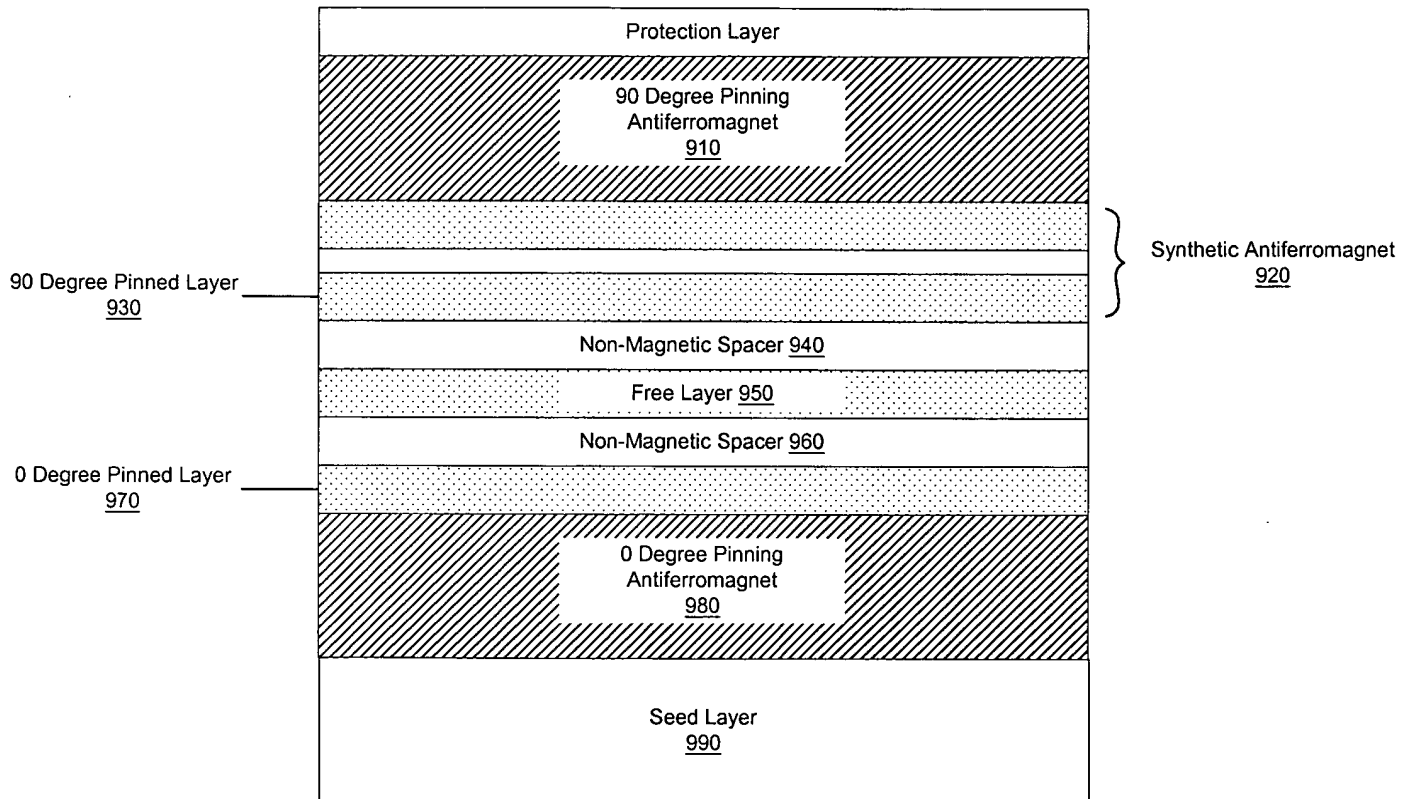 Protection Layer
90 Degree Pinning
Antiferromagnet
910
Synthetic Antiferromagnet
920
90 Degree Pinned Layer
930
Non-Magnetic Spacer 940
Free Layer 950
Non-Magnetic Spacer 960
0 Degree Pinned Layer
970
0 Degree Pinning
Antiferromagnet
980
Seed Layer
990